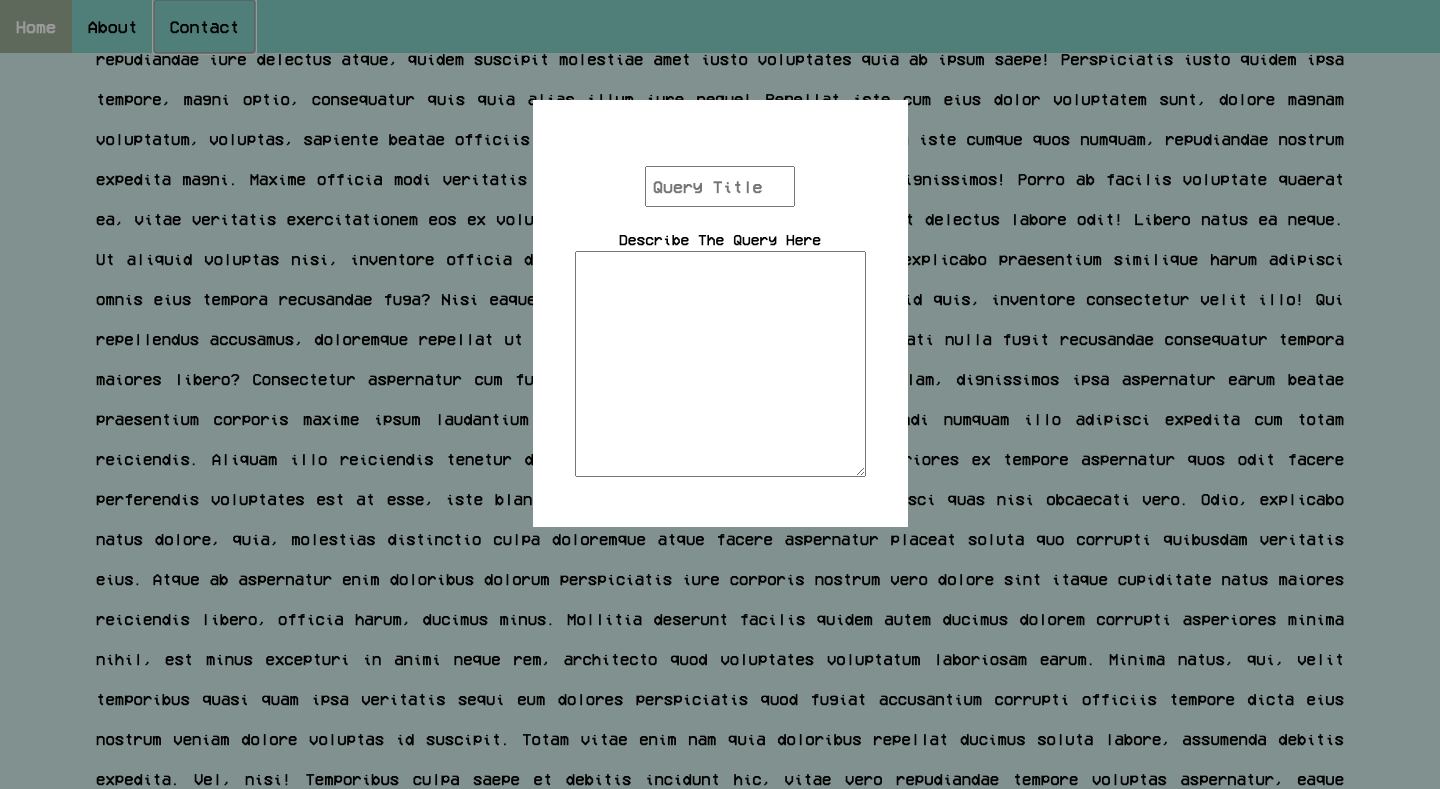 Home About Contact
repudiandae iure delectus atque, quidem suscipit molestiae amet iusto voluptates quia ab ipsum saepe! Perspiciatis iusto quidem ipsa
tempore, magni optio, consequatur quis quia alias illum iure neque! Repellat iste cum eius dolor voluptatem sunt, dolore magnam
voluptatum, voluptas, sapiente beatae officiis iste cumque quos numquam, repudiandae nostrum
expedita magni. Maxime officia modi veritatis ignissimos! Porro ab facilis voluptate quaerat
Query Title
ea, vitae veritatis exercitationem eos ex volu t delectus labore odit! Libero natus ea neque.
Describe The Query Here
Ut aliquid voluptas nisi, inventore officia d explicabo praesentium similique harum adipisci
omnis eius tempora recusandae fuga? Nisi eaque id quis, inventore consectetur velit illo! Qui
repellendus accusamus, doloremque repellat ut ati nulla fugit recusandae consequatur tempora
maiores libero? Consectetur aspernatur cum fu lam, dignissimos ipsa aspernatur earum beatae
praesentium corporis maxime ipsum laudantium ndi numquam illo adipisci expedita cum totam
reiciendis. Aliquam illo reiciendis tenetur d riores ex tempore aspernatur quos odit facere
perferendis voluptates est at esse, iste blan sci quas nisi obcaecati vero. Odio, explicabo
natus dolore, quia, molestias distinctio culpa doloremque atque facere aspernatur placeat soluta quo corrupti quibusdam veritatis
eius. Atque ab aspernatur enim doloribus dolorum perspiciatis iure corporis nostrum vero dolore sint itaque cupiditate natus maiores
reiciendis libero, officia harum, ducimus minus. Mollitia deserunt facilis quidem autem ducimus dolorem corrupti asperiores minima
nihil, est minus excepturi in animi neque rem, architecto quod voluptates voluptatum laboriosam earum. Minima natus, qui, velit
temporibus quasi quam ipsa veritatis sequi eum dolores perspiciatis quod fugiat accusantium corrupti officiis tempore dicta eius
nostrum veniam dolore voluptas id suscipit. Totam vitae enim nam quia doloribus repellat ducimus soluta labore, assumenda debitis
expedita. Vel, nisi! Temporibus culpa saepe et debitis incidunt hic, vitae vero repudiandae tempore voluptas aspernatur, eaque